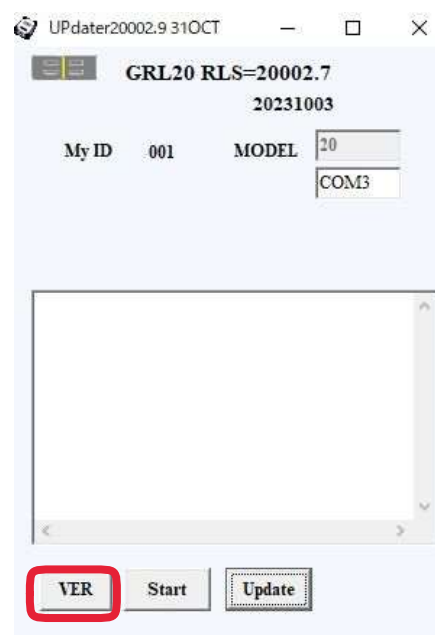 UPdater20002.9 31OCT
GRL20 RLS=20002.7
20231003
My ID 001 MODEL 20
COM3
VER Start Update